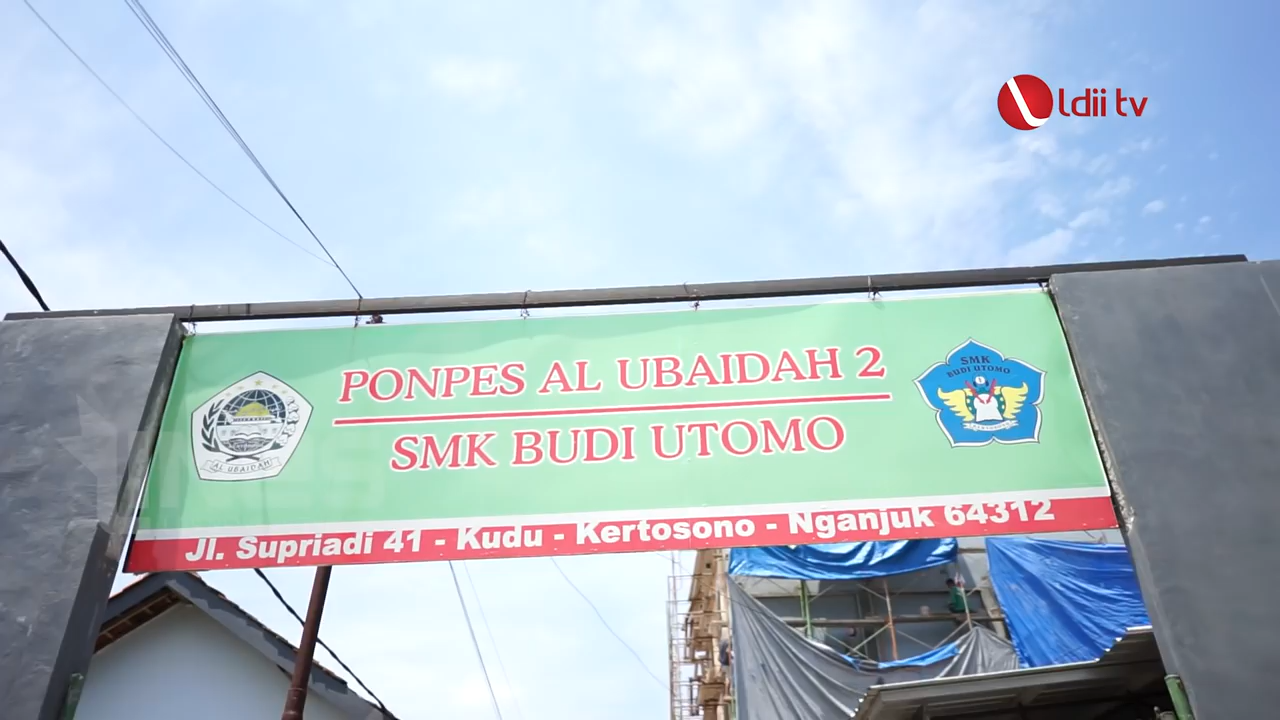 ldii tv
PONPES AL UBAIDAH 2
SMK BUDI UTOMO
AL UBAIDAH
SMK
BUDI UTOMO
Jl. Supriadi 41 - Kudu - Kertosono - Nganjuk 64312